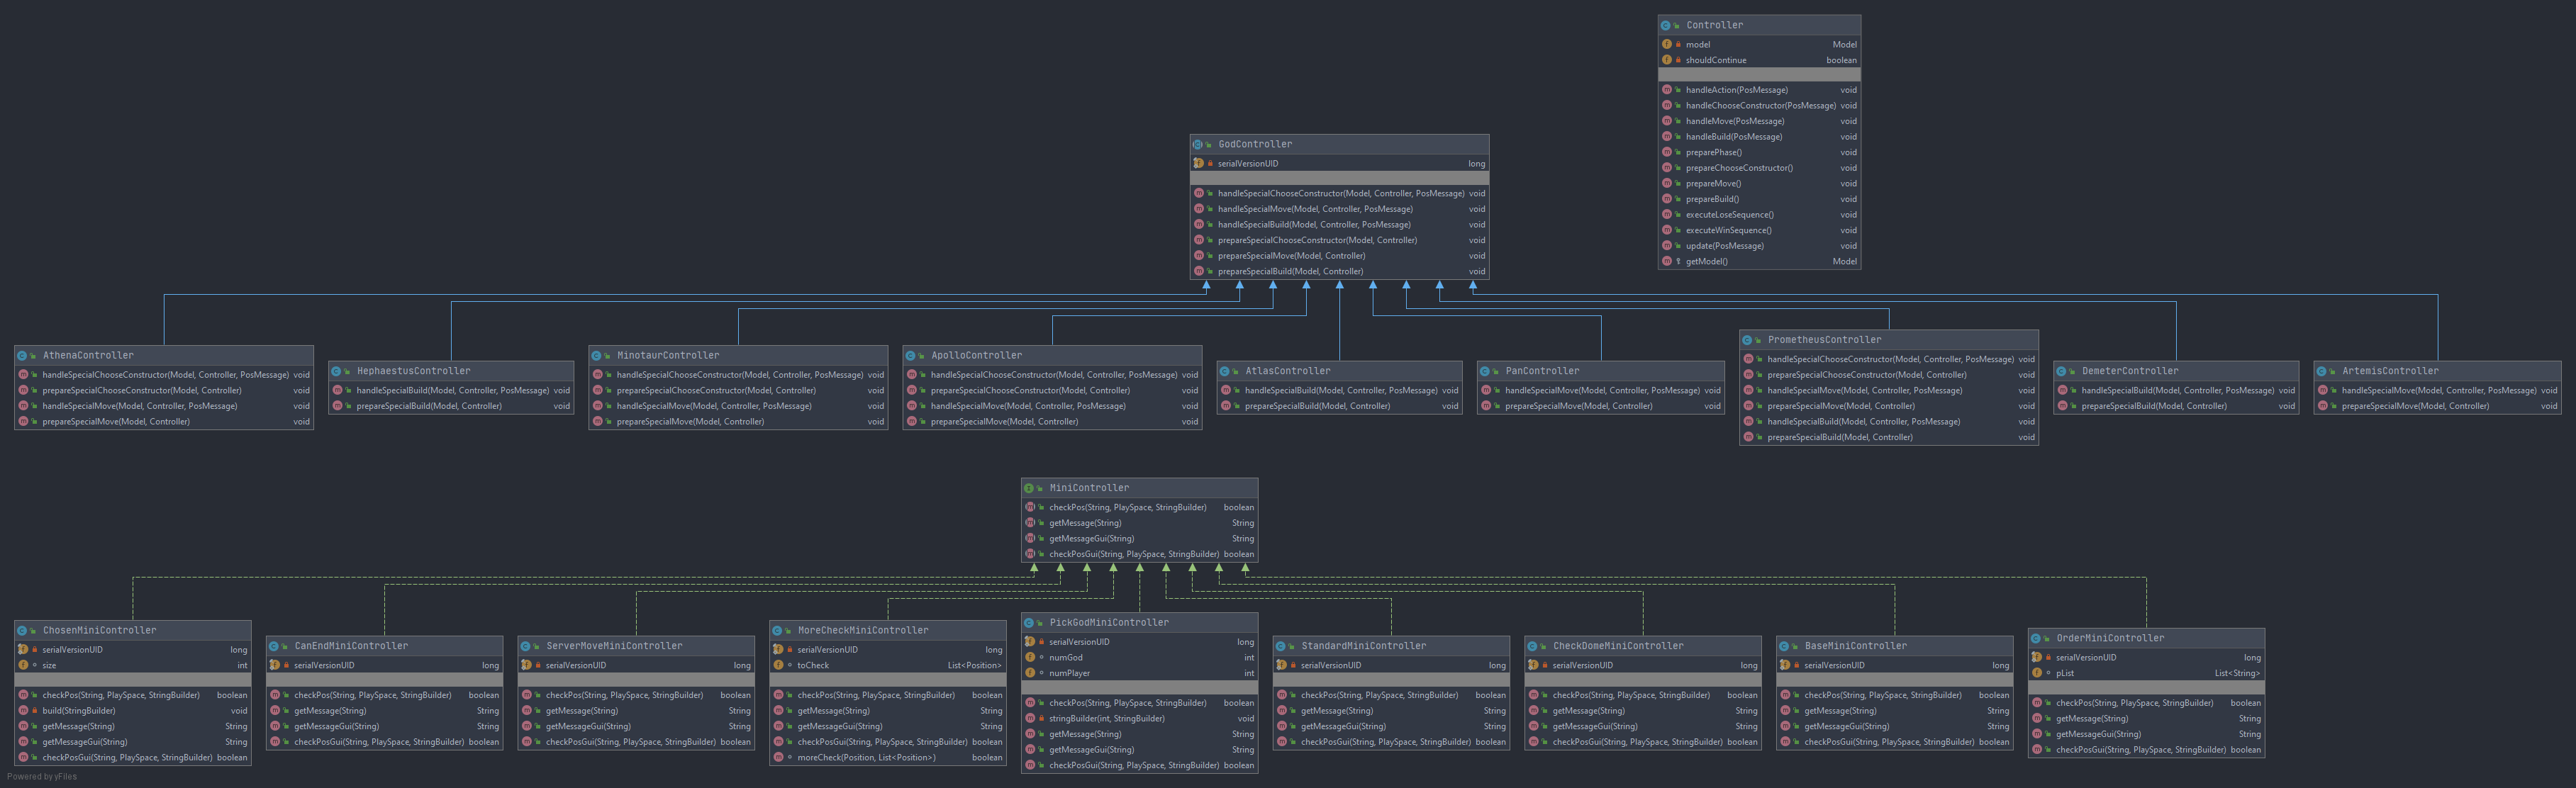 Controller
model Model
shouldContinue boolean
handleAction(PosMessage) void
handleChooseConstructor(PosMessage) void
handleMove(PosMessage) void
handleBuild(PosMessage) void
preparePhase() void
prepareChooseConstructor() void
prepareMove() void
prepareBuild() void
executeLoseSequence() void
executeWinSequence() void
update(PosMessage) void
getModel() Model
GodController
serialVersionUID long
handleSpecialChooseConstructor(Model, Controller, PosMessage) void
handleSpecialMove(Model, Controller, PosMessage) void
handleSpecialBuild(Model, Controller, PosMessage) void
prepareSpecialChooseConstructor(Model, Controller) void
prepareSpecialMove(Model, Controller) void
prepareSpecialBuild(Model, Controller) void
AthenaController
handleSpecialChooseConstructor(Model, Controller, PosMessage) void
prepareSpecialChooseConstructor(Model, Controller) void
handleSpecialMove(Model, Controller, PosMessage) void
prepareSpecialMove(Model, Controller) void
HephaestusController
handleSpecialBuild(Model, Controller, PosMessage) void
prepareSpecialBuild(Model, Controller) void
MinotaurController
handleSpecialChooseConstructor(Model, Controller, PosMessage) void
prepareSpecialChooseConstructor(Model, Controller) void
handleSpecialMove(Model, Controller, PosMessage) void
prepareSpecialMove(Model, Controller) void
ApolloController
handleSpecialChooseConstructor(Model, Controller, PosMessage) void
prepareSpecialChooseConstructor(Model, Controller) void
handleSpecialMove(Model, Controller, PosMessage) void
prepareSpecialMove(Model, Controller) void
AtlasController
handleSpecialBuild(Model, Controller, PosMessage) void
prepareSpecialBuild(Model, Controller) void
PanController
handleSpecialMove(Model, Controller, PosMessage) void
prepareSpecialMove(Model, Controller) void
PrometheusController
handleSpecialChooseConstructor(Model, Controller, PosMessage) void
prepareSpecialChooseConstructor(Model, Controller) void
handleSpecialMove(Model, Controller, PosMessage) void
prepareSpecialMove(Model, Controller) void
handleSpecialBuild(Model, Controller, PosMessage) void
prepareSpecialBuild(Model, Controller) void
DemeterController
handleSpecialBuild(Model, Controller, PosMessage) void
prepareSpecialBuild(Model, Controller) void
ArtemisController
handleSpecialMove(Model, Controller, PosMessage) void
prepareSpecialMove(Model, Controller) void
MiniController
checkPos(String, PlaySpace, StringBuilder) boolean
getMessage(String) String
getMessageGui(String) String
checkPosGui(String, PlaySpace, StringBuilder) boolean
ChosenMiniController
serialVersionUID long
size int
checkPos(String, PlaySpace, StringBuilder) boolean
build(StringBuilder) void
getMessage(String) String
getMessageGui(String) String
checkPosGui(String, PlaySpace, StringBuilder) boolean
CanEndMiniController
serialVersionUID long
checkPos(String, PlaySpace, StringBuilder) boolean
getMessage(String) String
getMessageGui(String) String
checkPosGui(String, PlaySpace, StringBuilder) boolean
ServerMoveMiniController
serialVersionUID long
checkPos(String, PlaySpace, StringBuilder) boolean
getMessage(String) String
getMessageGui(String) String
checkPosGui(String, PlaySpace, StringBuilder) boolean
MoreCheckMiniController
serialVersionUID long
toCheck List<Position>
checkPos(String, PlaySpace, StringBuilder) boolean
getMessage(String) String
getMessageGui(String) String
checkPosGui(String, PlaySpace, StringBuilder) boolean
moreCheck(Position, List<Position>) boolean
PickGodMiniController
serialVersionUID long
numGod int
numPlayer int
checkPos(String, PlaySpace, StringBuilder) boolean
stringBuilder(int, StringBuilder) void
getMessage(String) String
getMessageGui(String) String
checkPosGui(String, PlaySpace, StringBuilder) boolean
StandardMiniController
serialVersionUID long
checkPos(String, PlaySpace, StringBuilder) boolean
getMessage(String) String
getMessageGui(String) String
checkPosGui(String, PlaySpace, StringBuilder) boolean
CheckDomeMiniController
serialVersionUID long
checkPos(String, PlaySpace, StringBuilder) boolean
getMessage(String) String
getMessageGui(String) String
checkPosGui(String, PlaySpace, StringBuilder) boolean
BaseMiniController
serialVersionUID long
checkPos(String, PlaySpace, StringBuilder) boolean
getMessage(String) String
getMessageGui(String) String
checkPosGui(String, PlaySpace, StringBuilder) boolean
OrderMiniController
serialVersionUID long
pList List<String>
checkPos(String, PlaySpace, StringBuilder) boolean
getMessage(String) String
getMessageGui(String) String
checkPosGui(String, PlaySpace, StringBuilder) boolean
Powered by yFiles